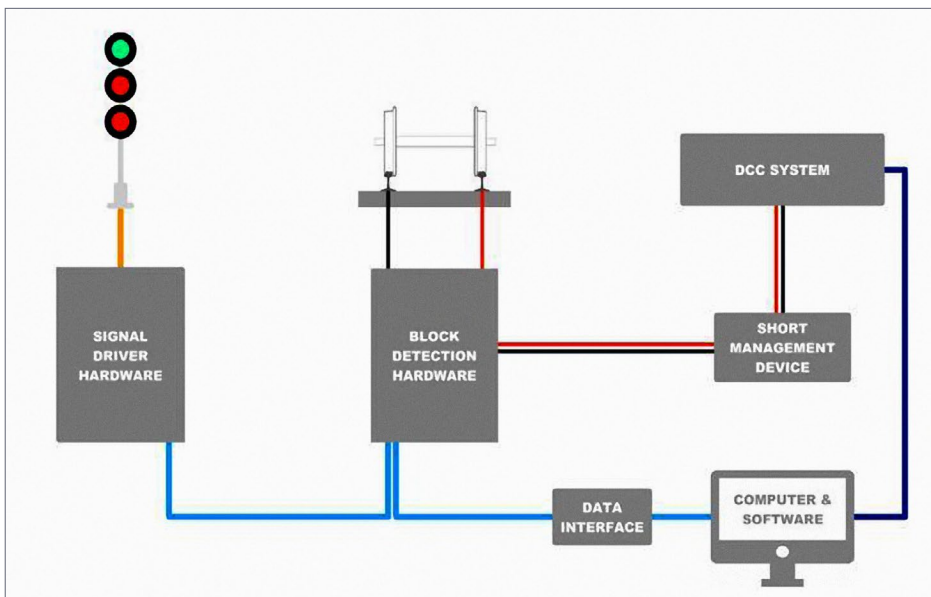 DCC SYSTEM
SIGNAL
DRIVER
HARDWARE
BLOCK
DETECTION
HARDWARE
SHORT
MANAGEMENT
DEVICE
DATA
INTERFACE
COMPUTER &
SOFTWARE